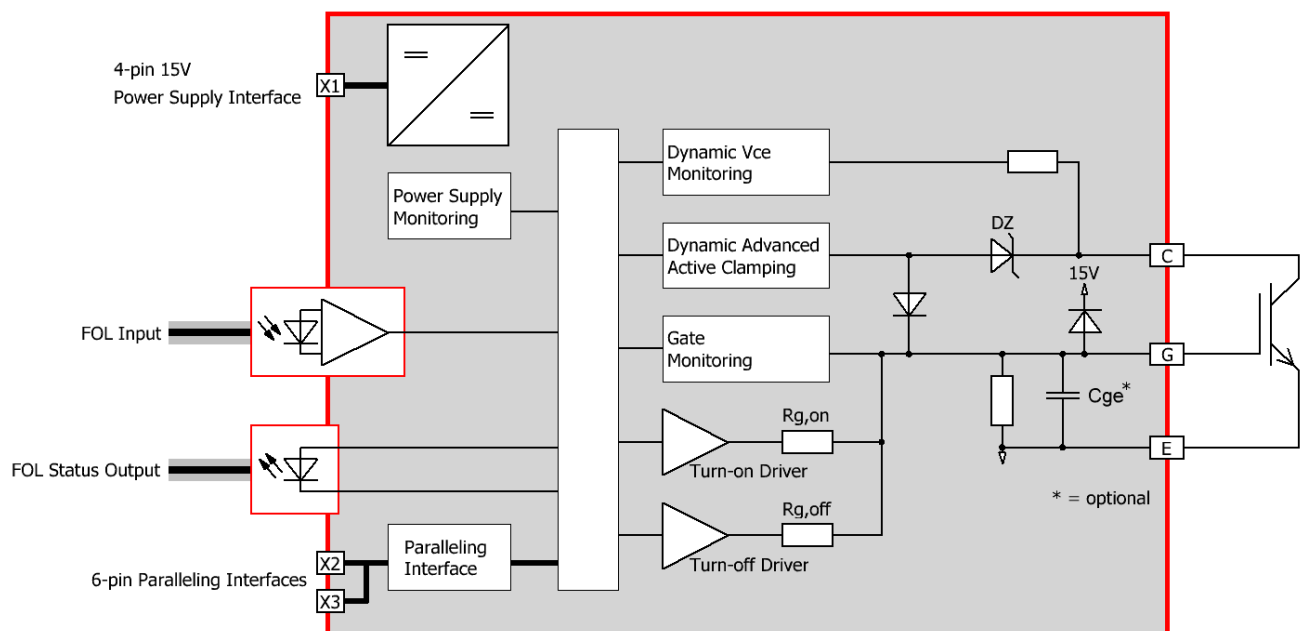 4-pin 15V
Power Supply Interface
X1
Power Supply
Monitoring
Dynamic Vce
Monitoring
Dynamic Advanced
Active Clamping
DZ
C
15V
FOL Input
Gate
Monitoring
G
Cge*
Rg,on
Turn-on Driver
E
FOL Status Output
* = optional
Rg,off
Turn-off Driver
Paralleling
Interface
X2
6-pin Paralleling Interfaces
X3